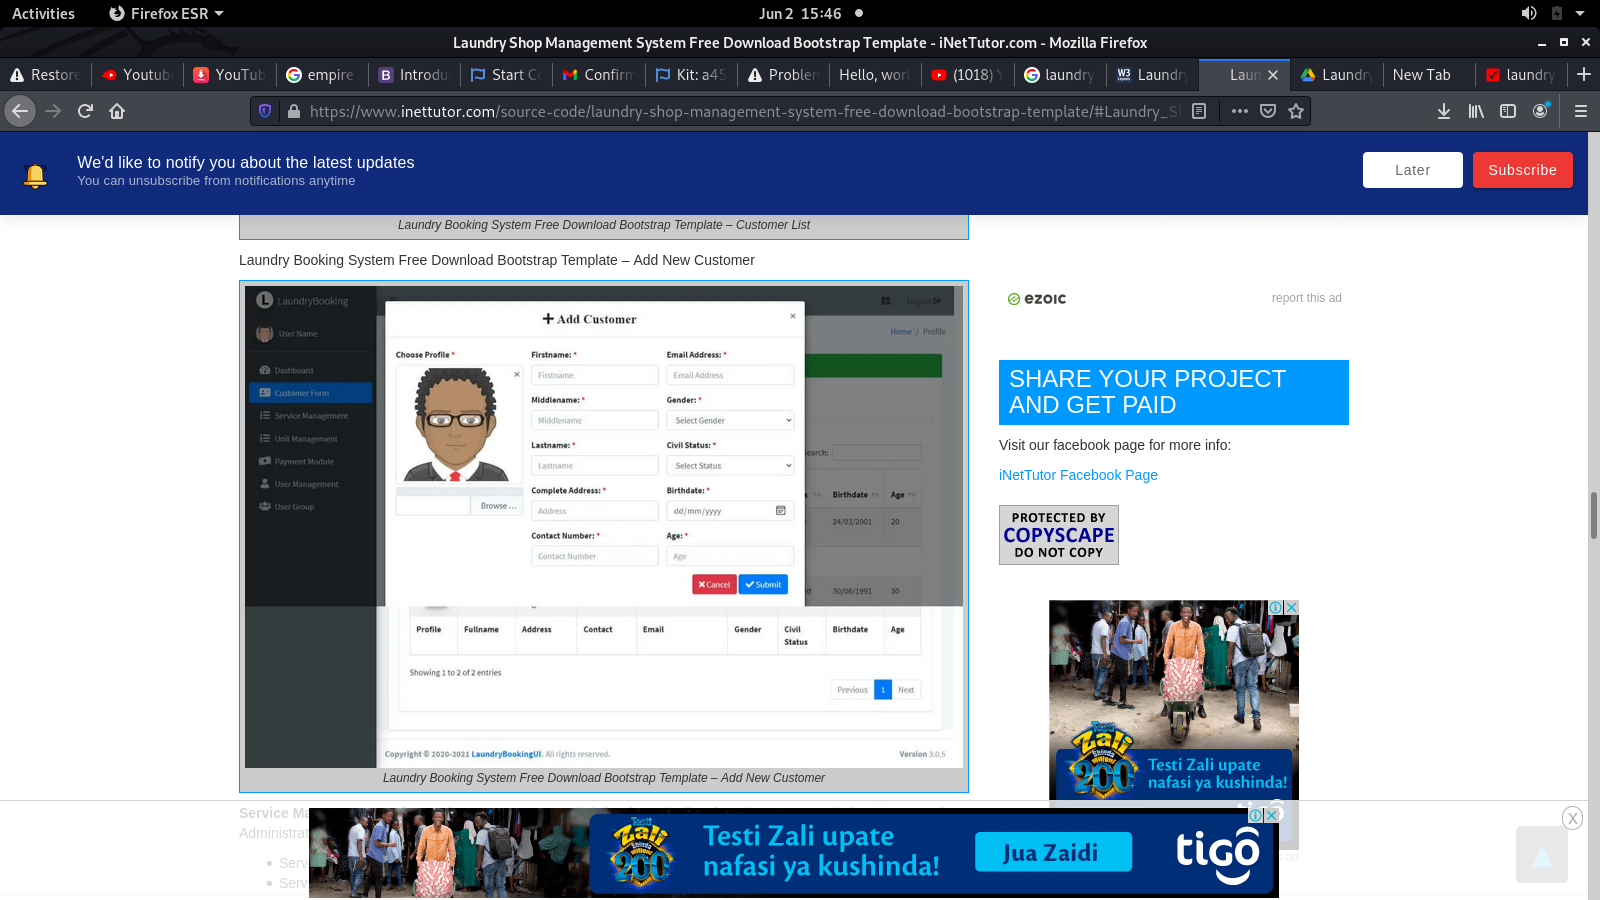 Activities
Firefox ESR
Jun 2 15:46
Laundry Shop Management System Free Download Bootstrap Template - iNetTutor.com - Mozilla Firefox
Restore
Youtube
YouTub
empire
Introdu
Start Co
Confirm
Kit: a45
Problem
Hello, worl
(1018) Y
laundry
Laundry
Laun
Laundry
New Tab
laundry
https://www.inettutor.com/source-code/laundry-shop-management-system-free-download-bootstrap-template/#Laundry_Sh
We'd like to notify you about the latest updates
You can unsubscribe from notifications anytime
Later
Subscribe
Laundry Booking System Free Download Bootstrap Template – Customer List
Laundry Booking System Free Download Bootstrap Template – Add New Customer
LaundryBooking
Logout
User Name
Home / Profile
Dashboard
Customer Form
Service Management
Unit Management
Payment Module
User Management
User Group
Add Customer
Choose Profile *
Browse ...
Firstname: *
Firstname
Email Address: *
Email Address
Middlename: *
Middlename
Gender: *
Select Gender
Lastname: *
Lastname
Civil Status: *
Select Status
Complete Address: *
Address
Birthdate: *
dd/mm/yyyy
Contact Number: *
Contact Number
Age: *
Age
Cancel
Submit
earch:
Birthdate
Age
24/03/2001
20
30/06/1991
30
Profile
Fullname
Address
Contact
Email
Gender
Civil Status
Birthdate
Age
Showing 1 to 2 of 2 entries
Previous
1
Next
Copyright © 2020-2021 LaundryBookingUI. All rights reserved.
Version 3.0.5
Laundry Booking System Free Download Bootstrap Template – Add New Customer
ezoic
report this ad
SHARE YOUR PROJECT
AND GET PAID
Visit our facebook page for more info:
iNetTutor Facebook Page
PROTECTED BY
COPYSCAPE
DO NOT COPY
Testi
Zali
Shinda
Milioni
200
Testi Zali upate
nafasi ya kushinda!
Service Ma
Administrat
Serv
Serv
Testi
Zali
Shinda
Milioni
200
Testi Zali upate
nafasi ya kushinda!
Jua Zaidi
tigo
ad
X